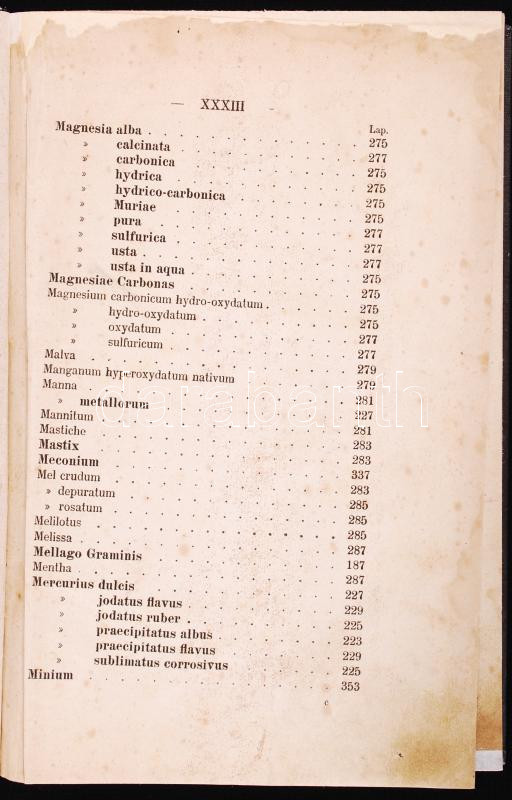 — XXXIII -
Lap.
Magnesia alba . . . . . . . . . . . 275
» calcinata . . . . . . . . . . 277
» carbonica . . . . . . . . . . 275
» hydrica . . . . . . . . . . 275
» hydrico-carbonica . . . . . . . . 275
» Muriae . . . . . . . . . . 275
» pura . . . . . . . . . . 277
» sulfurica . . . . . . . . . . 277
» usta . . . . . . . . . . 277
» usta in aqua . . . . . . . . . 275
Magnesiae Carbonas . . . . . . . . . 275
Magnesium carbonicum hydro-oxydatum . . . . . . 275
» hydro-oxydatum . . . . . . . . 275
» oxydatum . . . . . . . . . 277
» sulfuricum . . . . . . . . . 277
Malva . . . . . . . . . . . . 279
Manganum hyperoxydatum nativum . . . . . . 279
Manna . . . . . . . . . . . . 281
» metallorum . . . . . . . . . 227
Mannitum . . . . . . . . . . . 281
Mastiche . . . . . . . . . . . 283
Mastix . . . . . . . . . . . . 283
Meconium . . . . . . . . . . . 337
Mel crudum . . . . . . . . . . . 283
» depuratum . . . . . . . . . . 285
» rosatum . . . . . . . . . . . 285
Melilotus . . . . . . . . . . . 285
Melissa . . . . . . . . . . . . 287
Mellago Graminis . . . . . . . . . . 187
Mentha . . . . . . . . . . . . 287
Mercurius dulcis . . . . . . . . . . 227
» jodatus flavus . . . . . . . . 229
» jodatus ruber . . . . . . . . 225
» praecipitatus albus . . . . . . . 223
» praecipitatus flavus . . . . . . . 229
» sublimatus corrosivus . . . . . . 225
Minium . . . . . . . . . . . . 353
c
darabanth